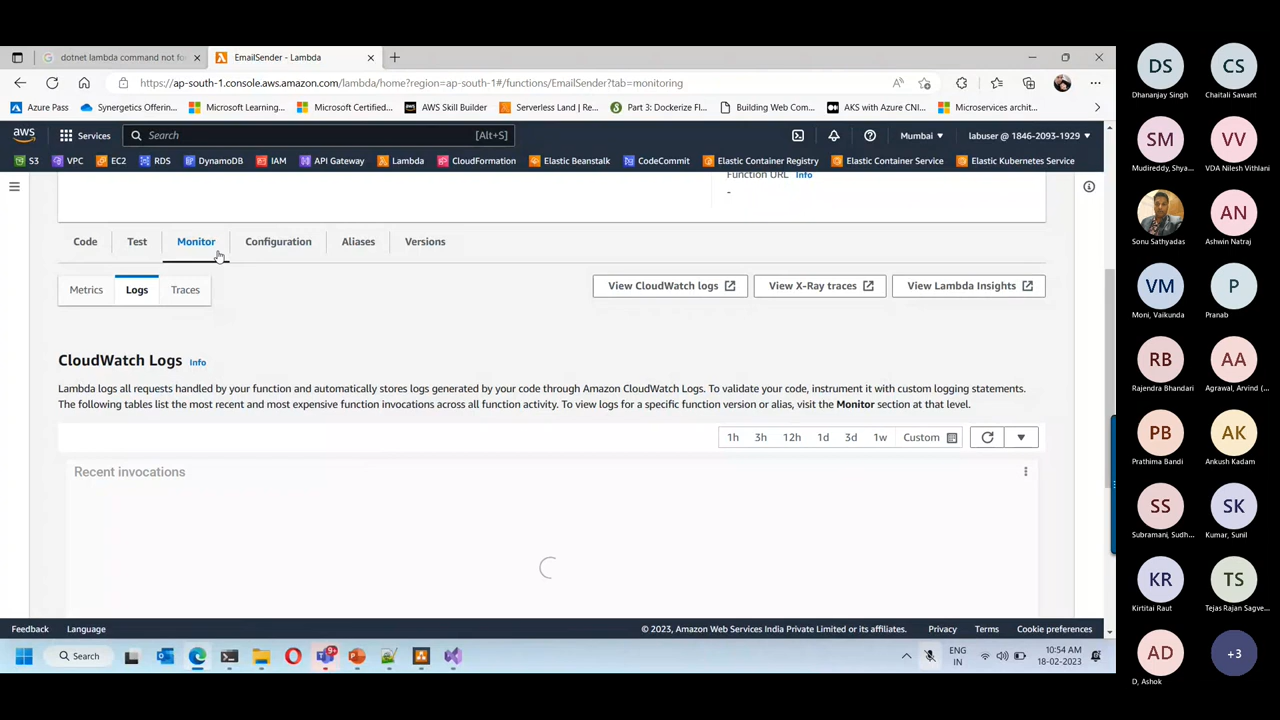 dotnet lambda command not fo
EmailSender - Lambda
https://ap-south-1.console.aws.amazon.com/lambda/home?region=ap-south-1#/functions/EmailSender?tab=monitoring
Azure Pass
Synergetics Offerin...
Microsoft Learning...
Microsoft Certified...
AWS Skill Builder
Serverless Land | Re...
Part 3: Dockerize Fl...
Building Web Com...
AKS with Azure CNI...
Microservices archit...
aws
Services
Search
[Alt+S]
Mumbai
labuser @ 1846-2093-1929
S3
VPC
EC2
RDS
DynamoDB
IAM
API Gateway
Lambda
CloudFormation
Elastic Beanstalk
CodeCommit
Elastic Container Registry
Elastic Container Service
Elastic Kubernetes Service
Function URL Info
-
Code
Test
Monitor
Configuration
Aliases
Versions
Metrics
Logs
Traces
View CloudWatch logs
View X-Ray traces
View Lambda Insights
CloudWatch Logs Info
Lambda logs all requests handled by your function and automatically stores logs generated by your code through Amazon CloudWatch Logs. To validate your code, instrument it with custom logging statements.
The following tables list the most recent and most expensive function invocations across all function activity. To view logs for a specific function version or alias, visit the Monitor section at that level.
1h
3h
12h
1d
3d
1w
Custom
Recent invocations
Feedback
Language
© 2023, Amazon Web Services India Private Limited or its affiliates.
Privacy
Terms
Cookie preferences
Search
9+
ENG
IN
10:54 AM
18-02-2023
DS
Dhananjay Singh
CS
Chaitali Sawant
SM
Mudireddy, Shya...
VV
VDA Nilesh Vithlani
Sonu Sathyadas
AN
Ashwin Natraj
VM
Moni, Vaikunda
P
Pranab
RB
Rajendra Bhandari
AA
Agrawal, Arvind (...
PB
Prathima Bandi
AK
Ankush Kadam
SS
Subramani, Sudh...
SK
Kumar, Sunil
KR
Kirtitai Raut
TS
Tejas Rajan Sagve...
AD
D, Ashok
+3